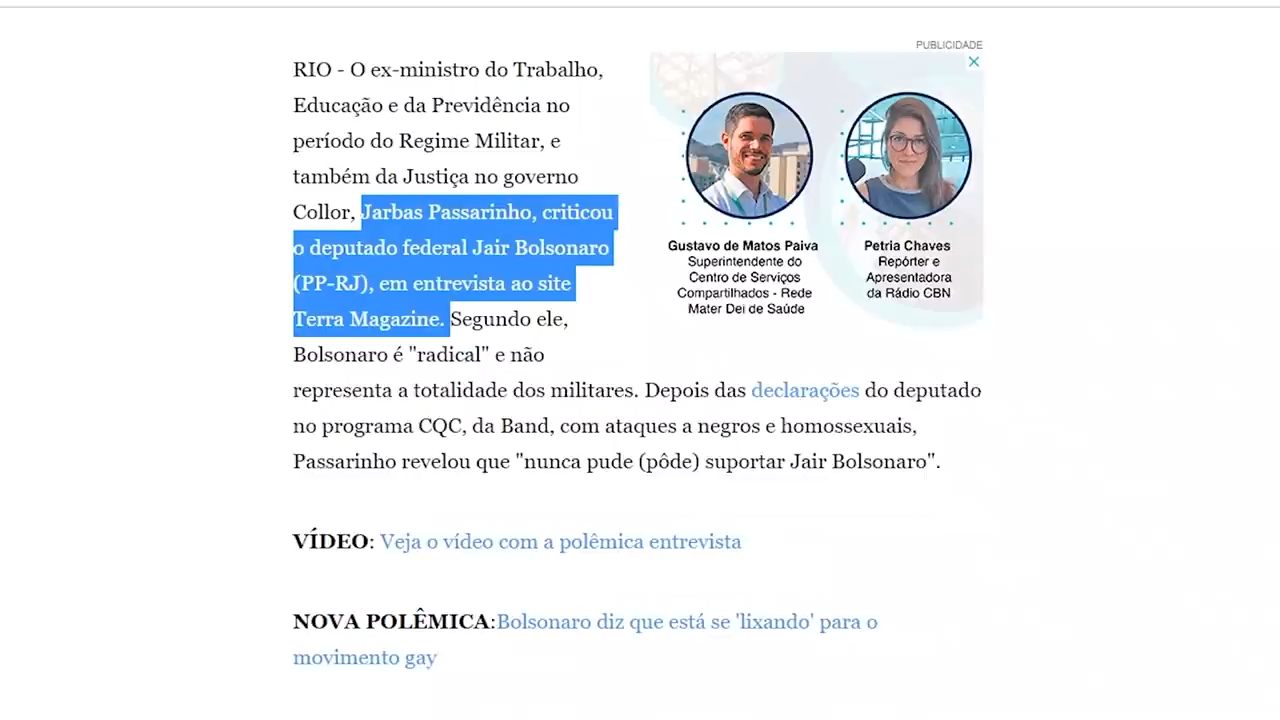 PUBLICIDADE
RIO - O ex-ministro do Trabalho,
Educação e da Previdência no
período do Regime Militar, e
também da Justiça no governo
Collor, Jarbas Passarinho, criticou
o deputado federal Jair Bolsonaro
(PP-RJ), em entrevista ao site
Terra Magazine. Segundo ele,
Bolsonaro é "radical" e não
representa a totalidade dos militares. Depois das declarações do deputado
no programa CQC, da Band, com ataques a negros e homossexuais,
Passarinho revelou que "nunca pude (pôde) suportar Jair Bolsonaro".
Gustavo de Matos Paiva
Superintendente do
Centro de Serviços
Compartilhados - Rede
Mater Dei de Saúde
Petria Chaves
Repórter e
Apresentadora
da Rádio CBN
VÍDEO: Veja o vídeo com a polêmica entrevista
NOVA POLÊMICA:Bolsonaro diz que está se 'lixando' para o
movimento gay